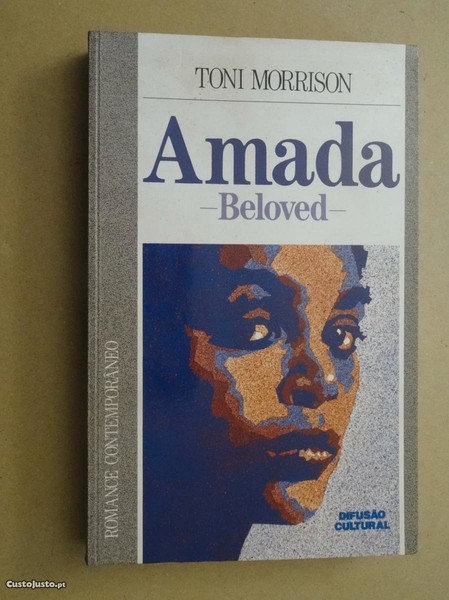 TONI MORRISON
Amada
–Beloved–
ROMANCE CONTEMPORÂNEO
DIFUSÃO
CULTURAL
CustoJusto.pt